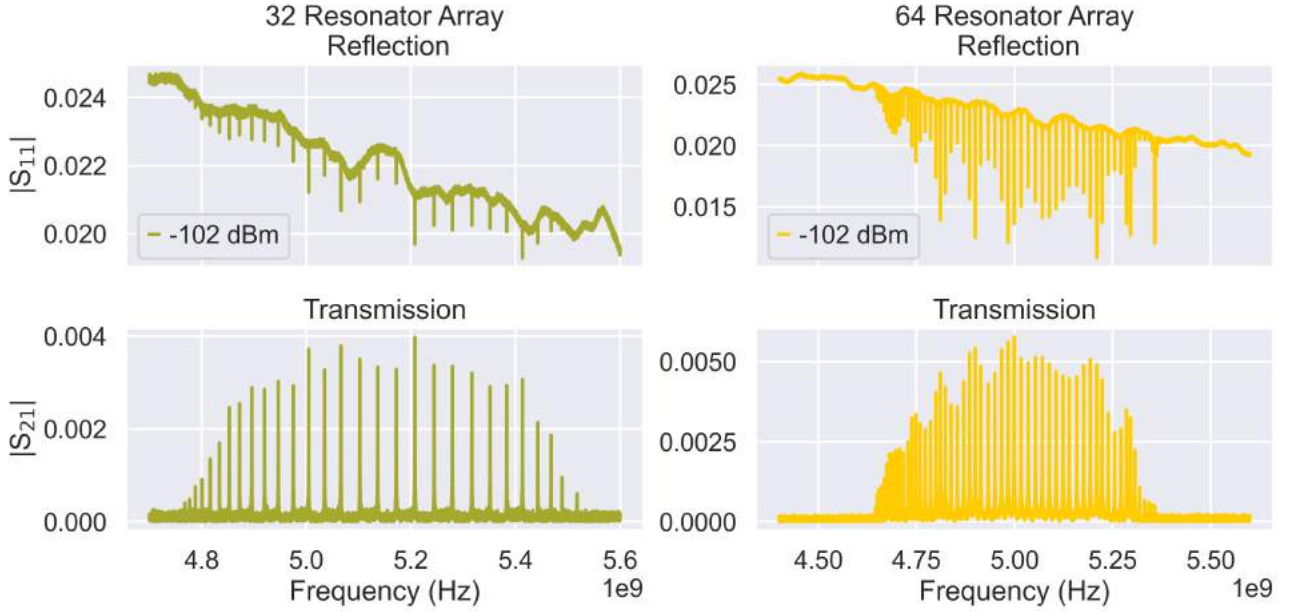 32 Resonator Array
Reflection
64 Resonator Array
Reflection
|S₁₁|
0.024
0.022
0.020
-102 dBm
0.025
0.020
0.015
-102 dBm
Transmission
Transmission
|S₂₁|
0.004
0.002
0.000
0.0050
0.0025
0.0000
4.8 5.0 5.2 5.4 5.6
1e9
Frequency (Hz)
4.50 4.75 5.00 5.25 5.50
1e9
Frequency (Hz)